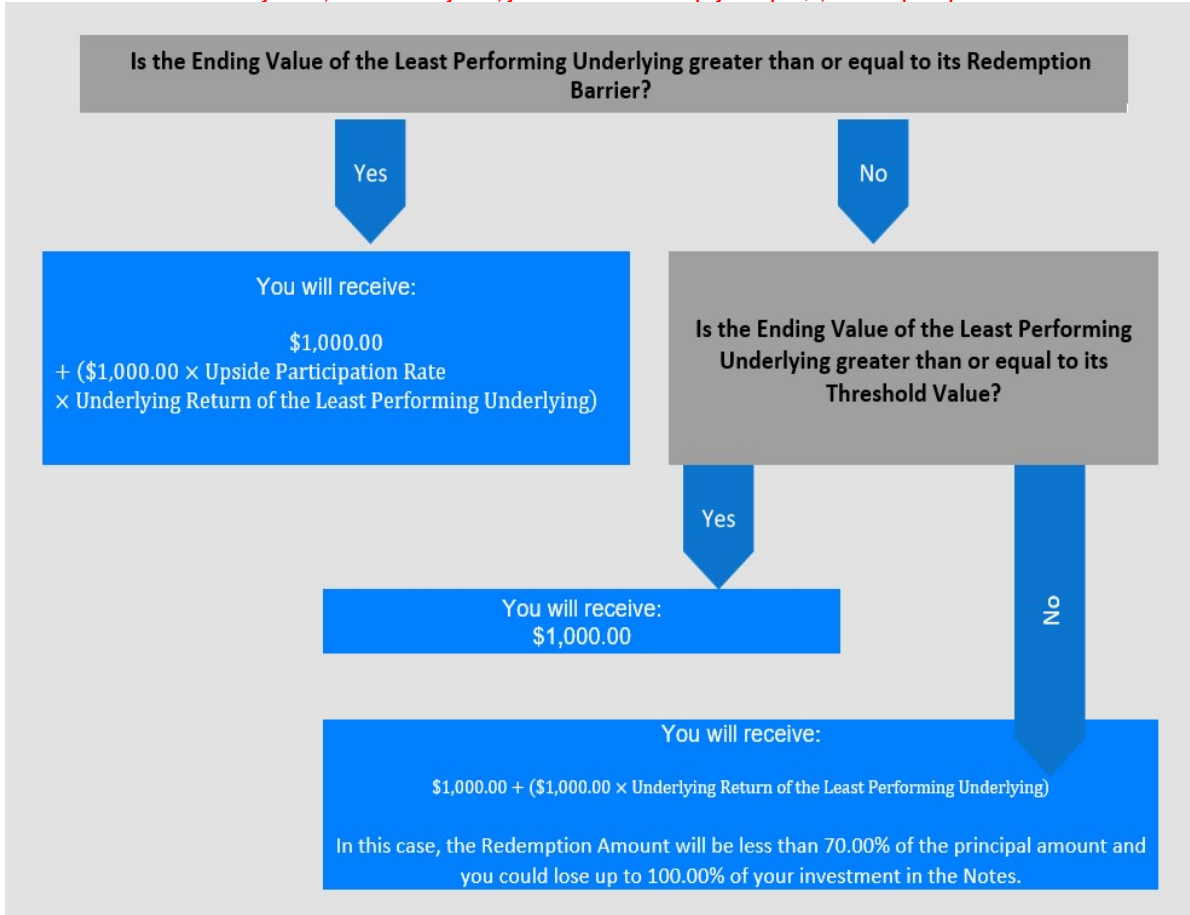 Is the Ending Value of the Least Performing Underlying greater than or equal to its Redemption
Barrier?
Yes
No
You will receive:
$1,000.00
+ ($1,000.00 × Upside Participation Rate
× Underlying Return of the Least Performing Underlying)
Is the Ending Value of the Least Performing
Underlying greater than or equal to its
Threshold Value?
Yes
No
You will receive:
$1,000.00
You will receive:
$1,000.00 + ($1,000.00 × Underlying Return of the Least Performing Underlying)
In this case, the Redemption Amount will be less than 70.00% of the principal amount and
you could lose up to 100.00% of your investment in the Notes.